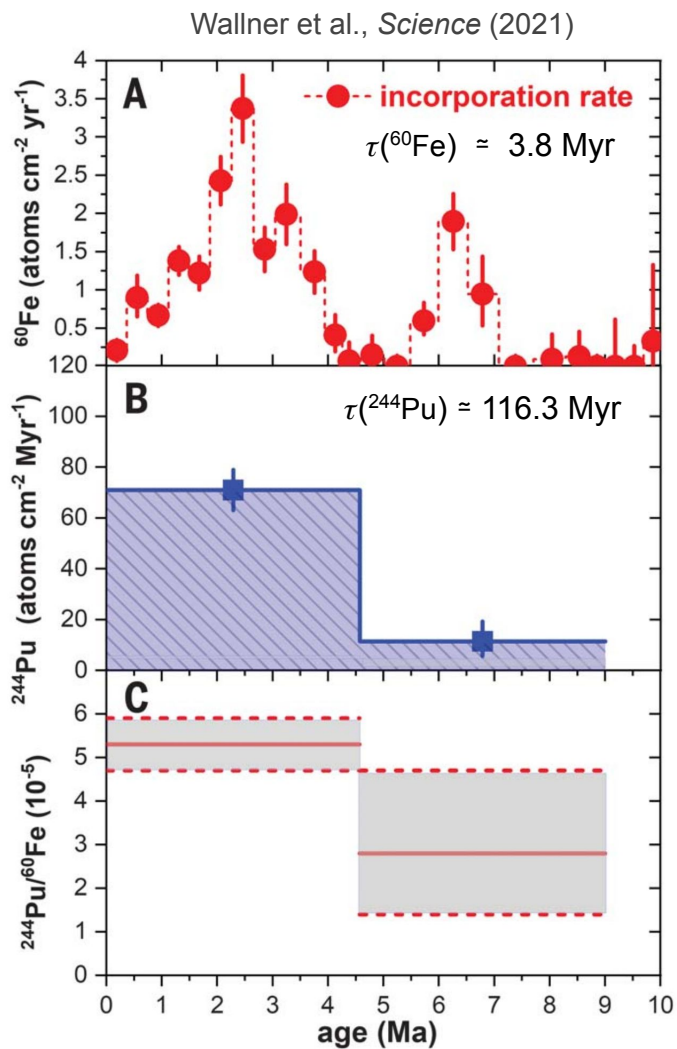 Wallner et al., Science (2021)
A
incorporation rate
τ(⁶⁰Fe) ≃ 3.8 Myr
⁶⁰Fe (atoms cm⁻² yr⁻¹)
4
3.5
3
2.5
2
1.5
1
0.5
120
B
τ(²⁴⁴Pu) ≃ 116.3 Myr
²⁴⁴Pu (atoms cm⁻² Myr⁻¹)
100
80
60
40
20
0
C
²⁴⁴Pu/⁶⁰Fe (10⁻⁵)
6
5
4
3
2
1
0
0 1 2 3 4 5 6 7 8 9 10
age (Ma)